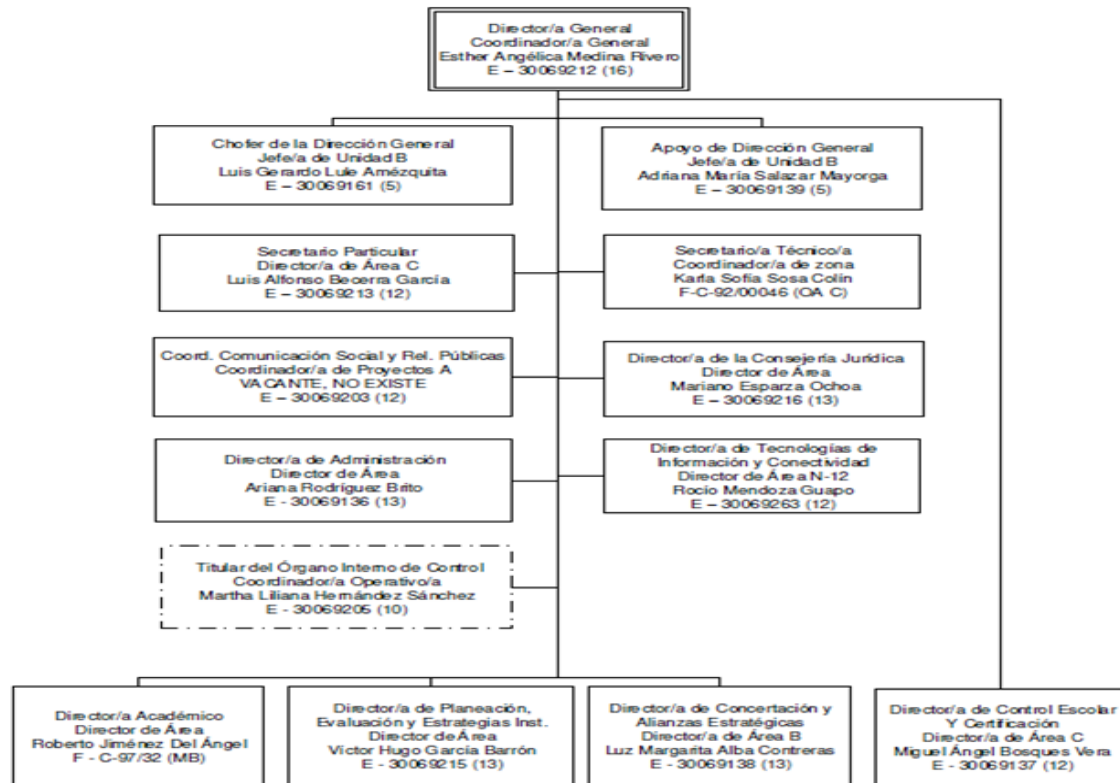 Director/a General
Coordinador/a General
Esther Angélica Medina Rivero
E – 30069212 (16)
Chofer de la Dirección General
Jefe/a de Unidad B
Luis Gerardo Lule Amézquita
E – 30069161 (5)
Apoyo de Dirección General
Jefe/a de Unidad B
Adriana María Salazar Mayorga
E – 30069139 (5)
Secretario Particular
Director/a de Área C
Luis Alfonso Becerra García
E – 30069213 (12)
Secretario/a Técnico/a
Coordinador/a de zona
Karla Sofía Sosa Colín
F-C-92/00046 (OA C)
Coord. Comunicación Social y Rel. Públicas
Coordinador/a de Proyectos A
VACANTE, NO EXISTE
E – 30069203 (12)
Director/a de la Consejería Jurídica
Director de Área
Mariano Esparza Ochoa
E – 30069216 (13)
Director/a de Administración
Director de Área
Ariana Rodríguez Brito
E - 30069136 (13)
Director/a de Tecnologías de
Información y Conectividad
Director de Área N-12
Rocío Mendoza Guapo
E – 30069263 (12)
Titular del Órgano Interno de Control
Coordinador/a Operativo/a
Martha Liliana Hernández Sánchez
E - 30069205 (10)
Director/a Académico
Director de Área
Roberto Jiménez Del Ángel
F - C-97/32 (MB)
Director/a de Planeación,
Evaluación y Estrategias Inst.
Director de Área
Víctor Hugo García Barrón
E - 30069215 (13)
Director/a de Concertación y
Alianzas Estratégicas
Director/a de Área B
Luz Margarita Alba Contreras
E - 30069138 (13)
Director/a de Control Escolar
Y Certificación
Director/a de Área C
Miguel Ángel Bosques Vera
E - 30069137 (12)